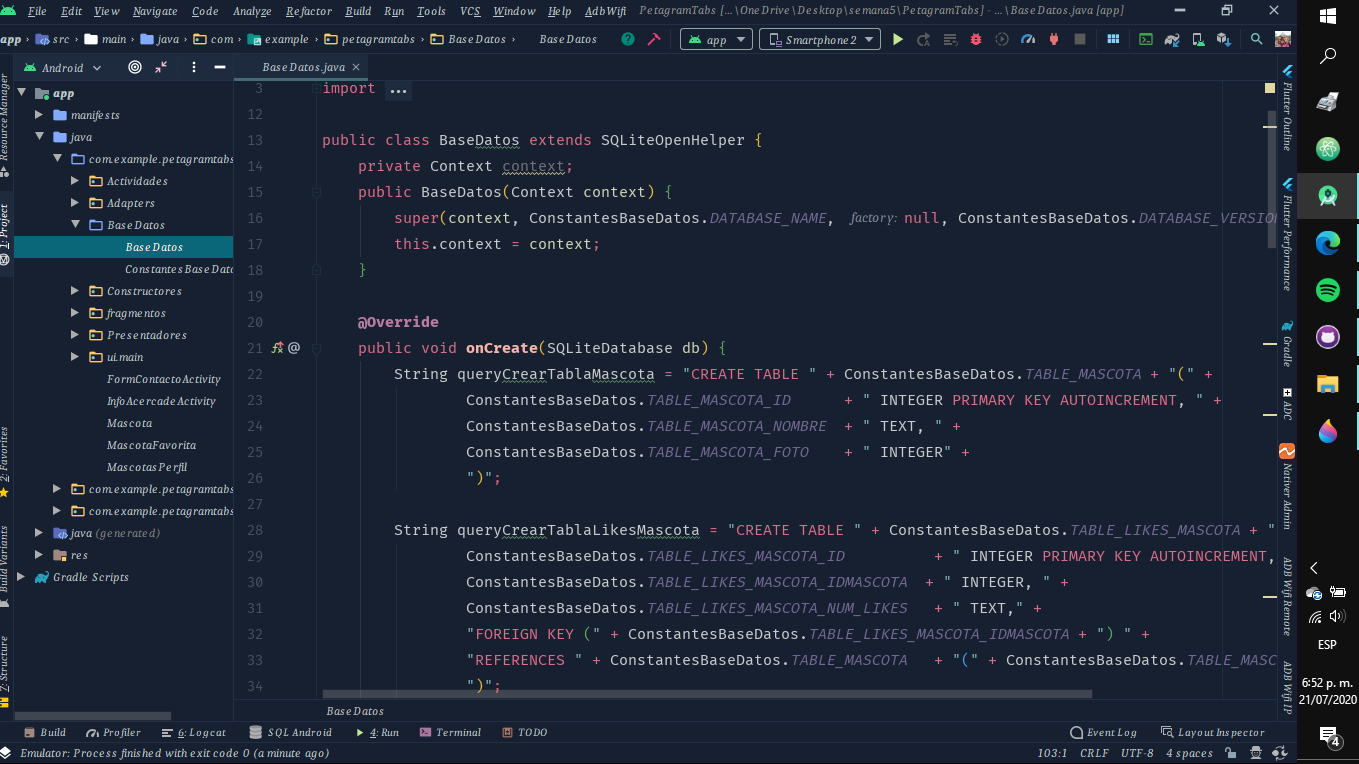 File Edit View Navigate Code Analyze Refactor Build Run Tools VCS Window Help AdbWifi PetagramTabs [...\OneDrive\Desktop\semana5\PetagramTabs] - ...\BaseDatos.java [app]
app src main java com example petagramtabs BaseDatos BaseDatos app Smartphone2
Android BaseDatos.java
app
manifests
java
com.example.petagramtabs
Actividades
Adapters
BaseDatos
BaseDatos
ConstantesBaseDato
Constructores
fragmentos
Presentadores
ui.main
FormContactoActivity
InfoAcercadeActivity
Mascota
MascotaFavorita
MascotasPerfil
com.example.petagramtabs
com.example.petagramtabs
java (generated)
res
Gradle Scripts
Resource Manager
1: Project
2: Favorites
Build Variants
7: Structure
3 import ...
12
13 public class BaseDatos extends SQLiteOpenHelper {
14 private Context context;
15 public BaseDatos(Context context) {
16 super(context, ConstantesBaseDatos.DATABASE_NAME, factory: null, ConstantesBaseDatos.DATABASE_VERSION
17 this.context = context;
18 }
19
20 @Override
21 @ public void onCreate(SQLiteDatabase db) {
22 String queryCrearTablaMascota = "CREATE TABLE " + ConstantesBaseDatos.TABLE_MASCOTA + "(" +
23 ConstantesBaseDatos.TABLE_MASCOTA_ID + " INTEGER PRIMARY KEY AUTOINCREMENT, " +
24 ConstantesBaseDatos.TABLE_MASCOTA_NOMBRE + " TEXT, " +
25 ConstantesBaseDatos.TABLE_MASCOTA_FOTO + " INTEGER" +
26 ")";
27
28 String queryCrearTablaLikesMascota = "CREATE TABLE " + ConstantesBaseDatos.TABLE_LIKES_MASCOTA + "
29 ConstantesBaseDatos.TABLE_LIKES_MASCOTA_ID + " INTEGER PRIMARY KEY AUTOINCREMENT,
30 ConstantesBaseDatos.TABLE_LIKES_MASCOTA_IDMASCOTA + " INTEGER, " +
31 ConstantesBaseDatos.TABLE_LIKES_MASCOTA_NUM_LIKES + " TEXT," +
32 "FOREIGN KEY (" + ConstantesBaseDatos.TABLE_LIKES_MASCOTA_IDMASCOTA + ") " +
33 "REFERENCES " + ConstantesBaseDatos.TABLE_MASCOTA + "(" + ConstantesBaseDatos.TABLE_MASC
34 ")";
BaseDatos
Flutter Outline
Flutter Performance
Gradle
ADC
Nativer Admin
ADB Wifi Remote
ADB Wifi IP
Build Profiler 6: Logcat SQL Android 4: Run Terminal TODO Event Log Layout Inspector
Emulator: Process finished with exit code 0 (a minute ago) 103:1 CRLF UTF-8 4 spaces
ESP
6:52 p. m.
21/07/2020
4